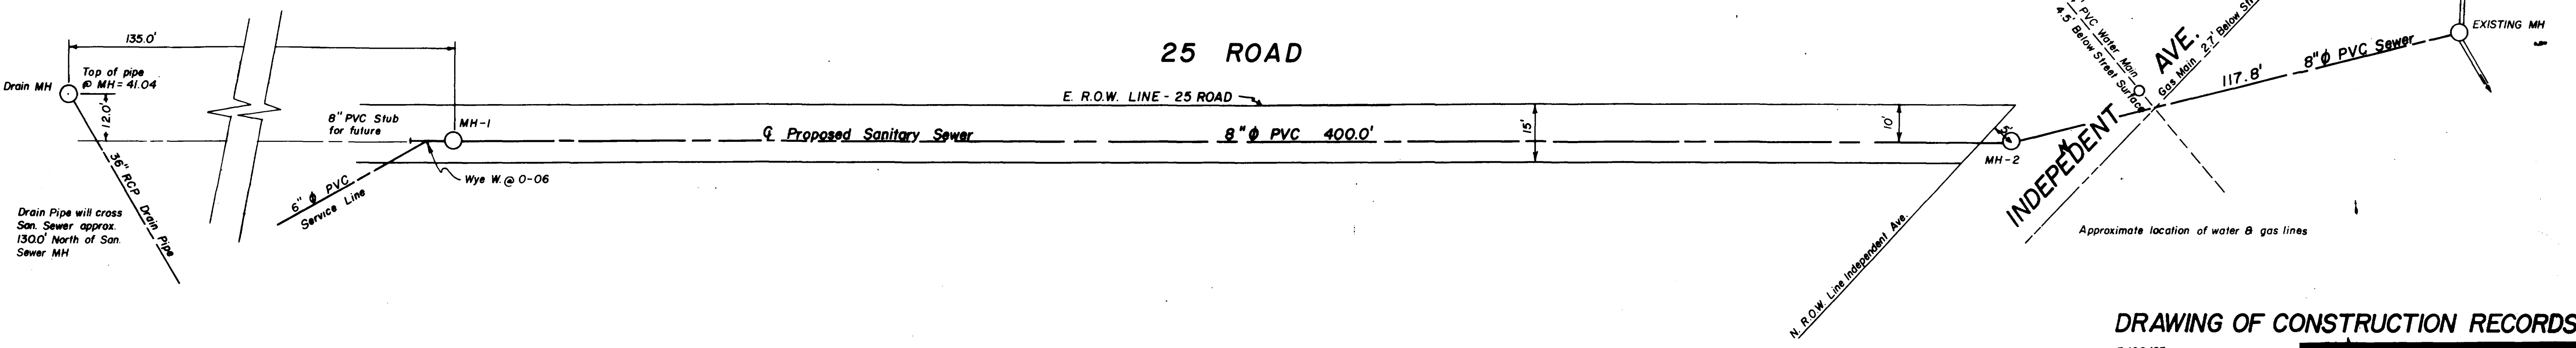 135.0'
Drain MH
Top of pipe
@ MH = 41.04
12.0'
36" RCP Drain Pipe
Drain Pipe will cross
San. Sewer approx.
130.0' North of San.
Sewer MH
8" PVC Stub
for future
MH-1
6" ϕ PVC
Service Line
Wye W. @ 0-06
25 ROAD
E. R.O.W. LINE - 25 ROAD
℄ Proposed Sanitary Sewer
8" ϕ PVC 400.0'
15'
10'
MH-2
N. R.O.W. Line Independent Ave.
INDEPEDENT AVE.
PVC Water Main
4.5' Below Street Surface
Gas Main 2.7' Below
117.8'
8" ϕ PVC Sewer
EXISTING MH
Approximate location of water & gas lines
DRAWING OF CONSTRUCTION RECORDS